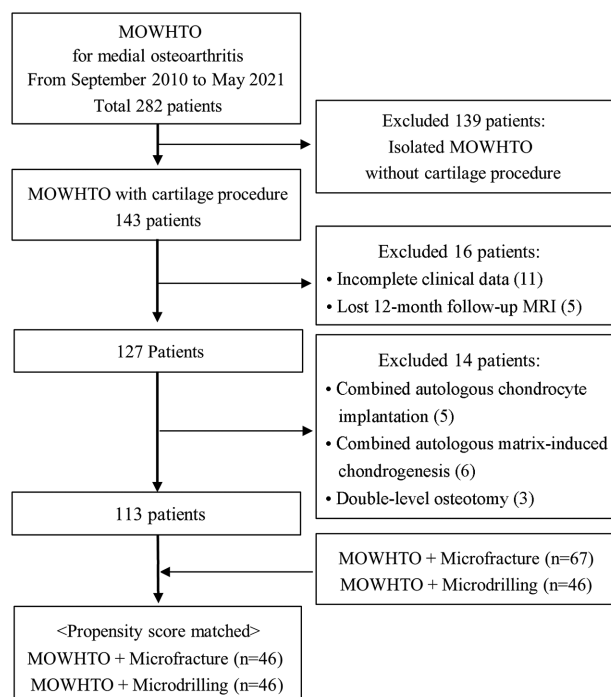 MOWHTO
for medial osteoarthritis
From September 2010 to May 2021
Total 282 patients
Excluded 139 patients:
Isolated MOWHTO
without cartilage procedure
MOWHTO with cartilage procedure
143 patients
Excluded 16 patients:
• Incomplete clinical data (11)
• Lost 12-month follow-up MRI (5)
127 Patients
Excluded 14 patients:
• Combined autologous chondrocyte
implantation (5)
• Combined autologous matrix-induced
chondrogenesis (6)
• Double-level osteotomy (3)
113 patients
MOWHTO + Microfracture (n=67)
MOWHTO + Microdrilling (n=46)
<Propensity score matched>
MOWHTO + Microfracture (n=46)
MOWHTO + Microdrilling (n=46)